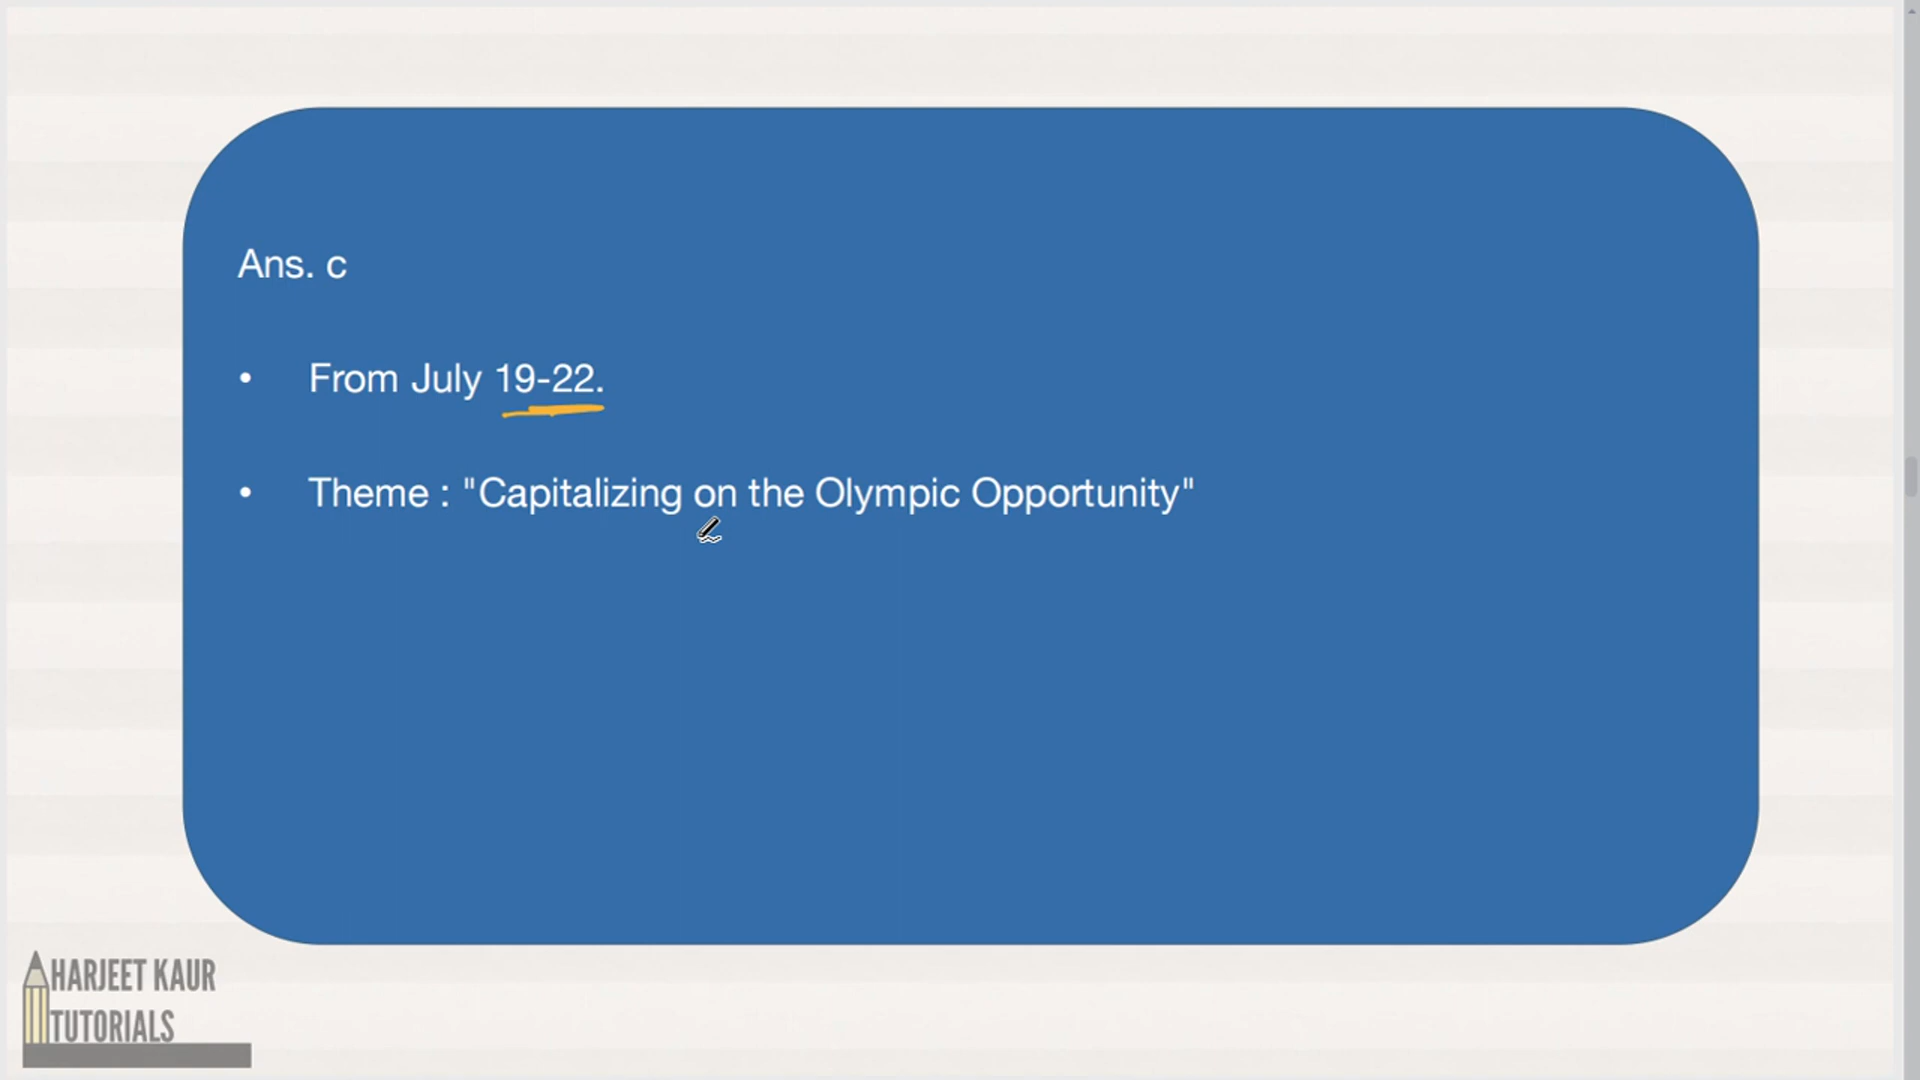 Ans. c
• From July 19-22.
• Theme : "Capitalizing on the Olympic Opportunity"
HARJEET KAUR
TUTORIALS